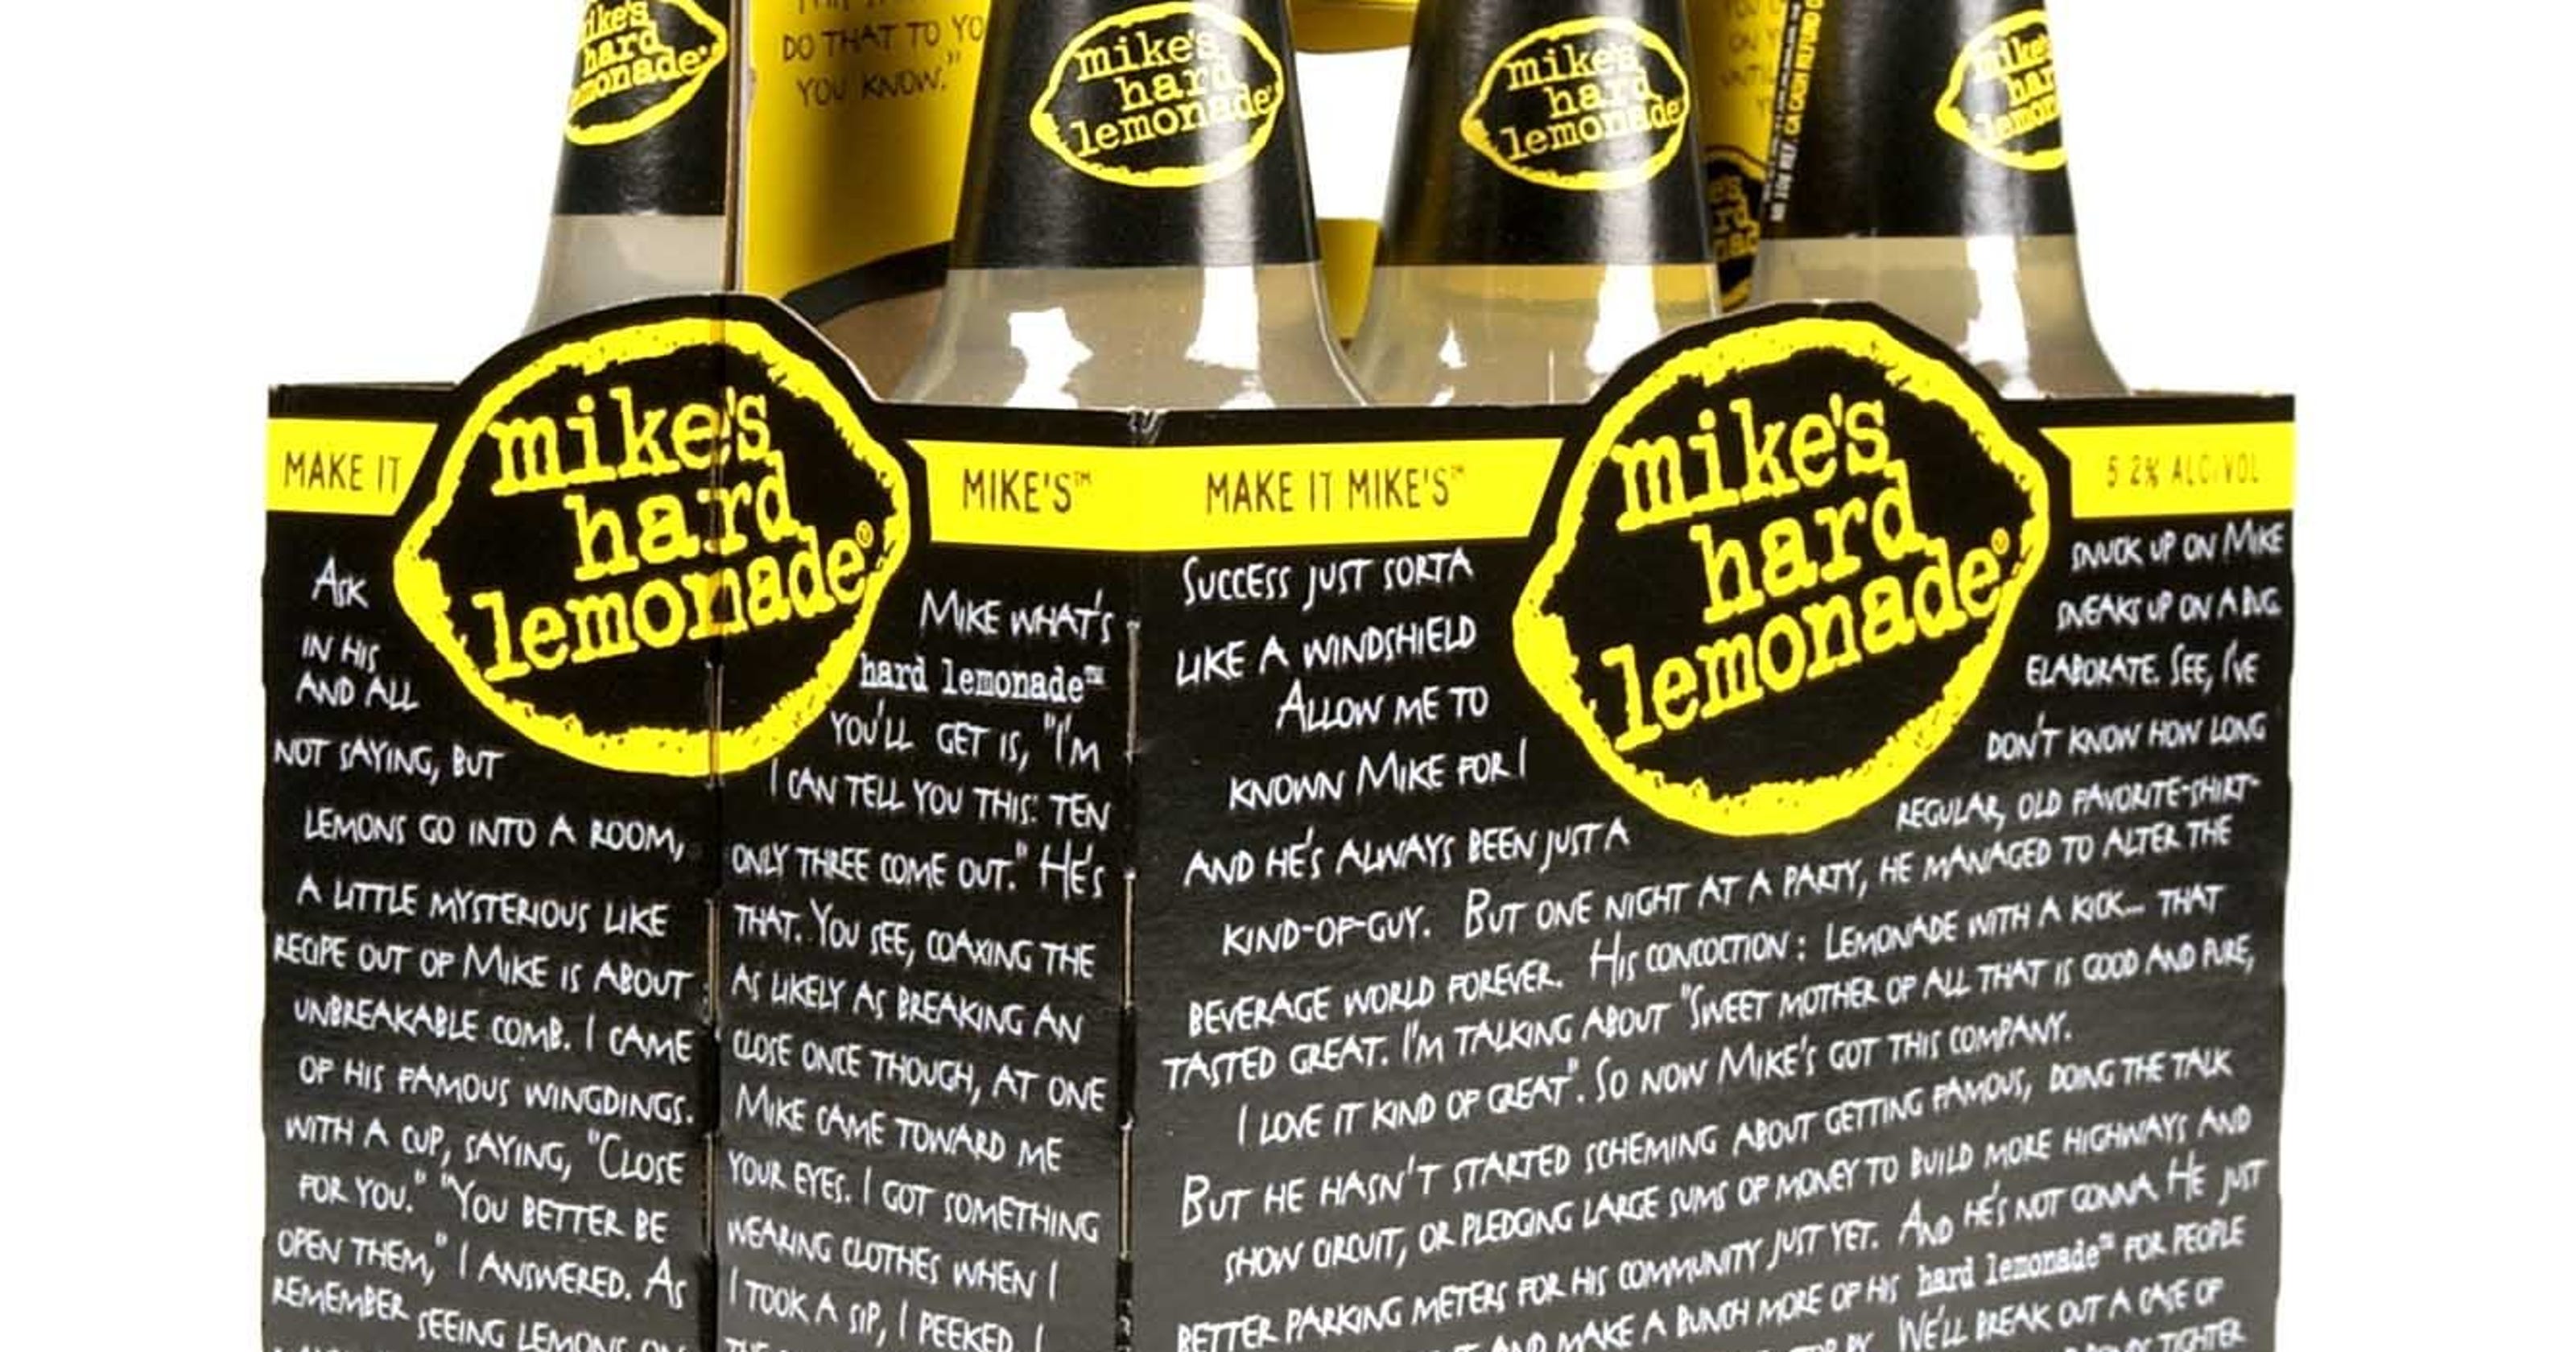 mike's
hard
lemonade
DO THAT TO
YOU KNOW."
mike's
hard
lemonade
mike's
hard
lemonade
MAKE IT
mike's
hard
lemonade®
MIKE'S™
ASK
MIKE WHAT'S
IN HIS
hard lemonade™
AND ALL
YOU'LL GET IS, "I'M
NOT SAYING, BUT
I CAN TELL YOU THIS: TEN
LEMONS GO INTO A ROOM,
ONLY THREE COME OUT." HE'S
A LITTLE MYSTERIOUS LIKE
THAT. YOU SEE, COAXING THE
RECIPE OUT OF MIKE IS ABOUT
AS LIKELY AS BREAKING AN
UNBREAKABLE COMB. I CAME
CLOSE ONCE THOUGH, AT ONE
OF HIS FAMOUS WINGDINGS.
MIKE CAME TOWARD ME
WITH A CUP, SAYING, "CLOSE
YOUR EYES. I GOT SOMETHING
FOR YOU." "YOU BETTER BE
WEARING CLOTHES WHEN I
OPEN THEM," I ANSWERED. AS
I TOOK A SIP, I PEEKED. I
REMEMBER SEEING LEMONS
MAKE IT MIKE'S™
mike's
hard
lemonade®
5.2% ALC/VOL
SUCCESS JUST SORTA SNUCK UP ON MIKE
LIKE A WINDSHIELD SNEAKS UP ON A BUG.
ALLOW ME TO ELABORATE. SEE, I'VE
KNOWN MIKE FOR I DON'T KNOW HOW LONG
AND HE'S ALWAYS BEEN JUST A REGULAR, OLD FAVORITE-SHIRT-
KIND-OF-GUY. BUT ONE NIGHT AT A PARTY, HE MANAGED TO ALTER THE
BEVERAGE WORLD FOREVER. HIS CONCOCTION: LEMONADE WITH A KICK... THAT
TASTED GREAT. I'M TALKING ABOUT "SWEET MOTHER OF ALL THAT IS GOOD AND PURE,
I LOVE IT KIND OF GREAT". SO NOW MIKE'S GOT THIS COMPANY.
BUT HE HASN'T STARTED SCHEMING ABOUT GETTING FAMOUS, DOING THE TALK
SHOW CIRCUIT, OR PLEDGING LARGE SUMS OF MONEY TO BUILD MORE HIGHWAYS AND
BETTER PARKING METERS FOR HIS COMMUNITY JUST YET. AND HE'S NOT GONNA. HE JUST
AND MAKE A BUNCH MORE OF HIS hard lemonade™ FOR PEOPLE
BY. WE'LL BREAK OUT A CASE OF
TIGHTER